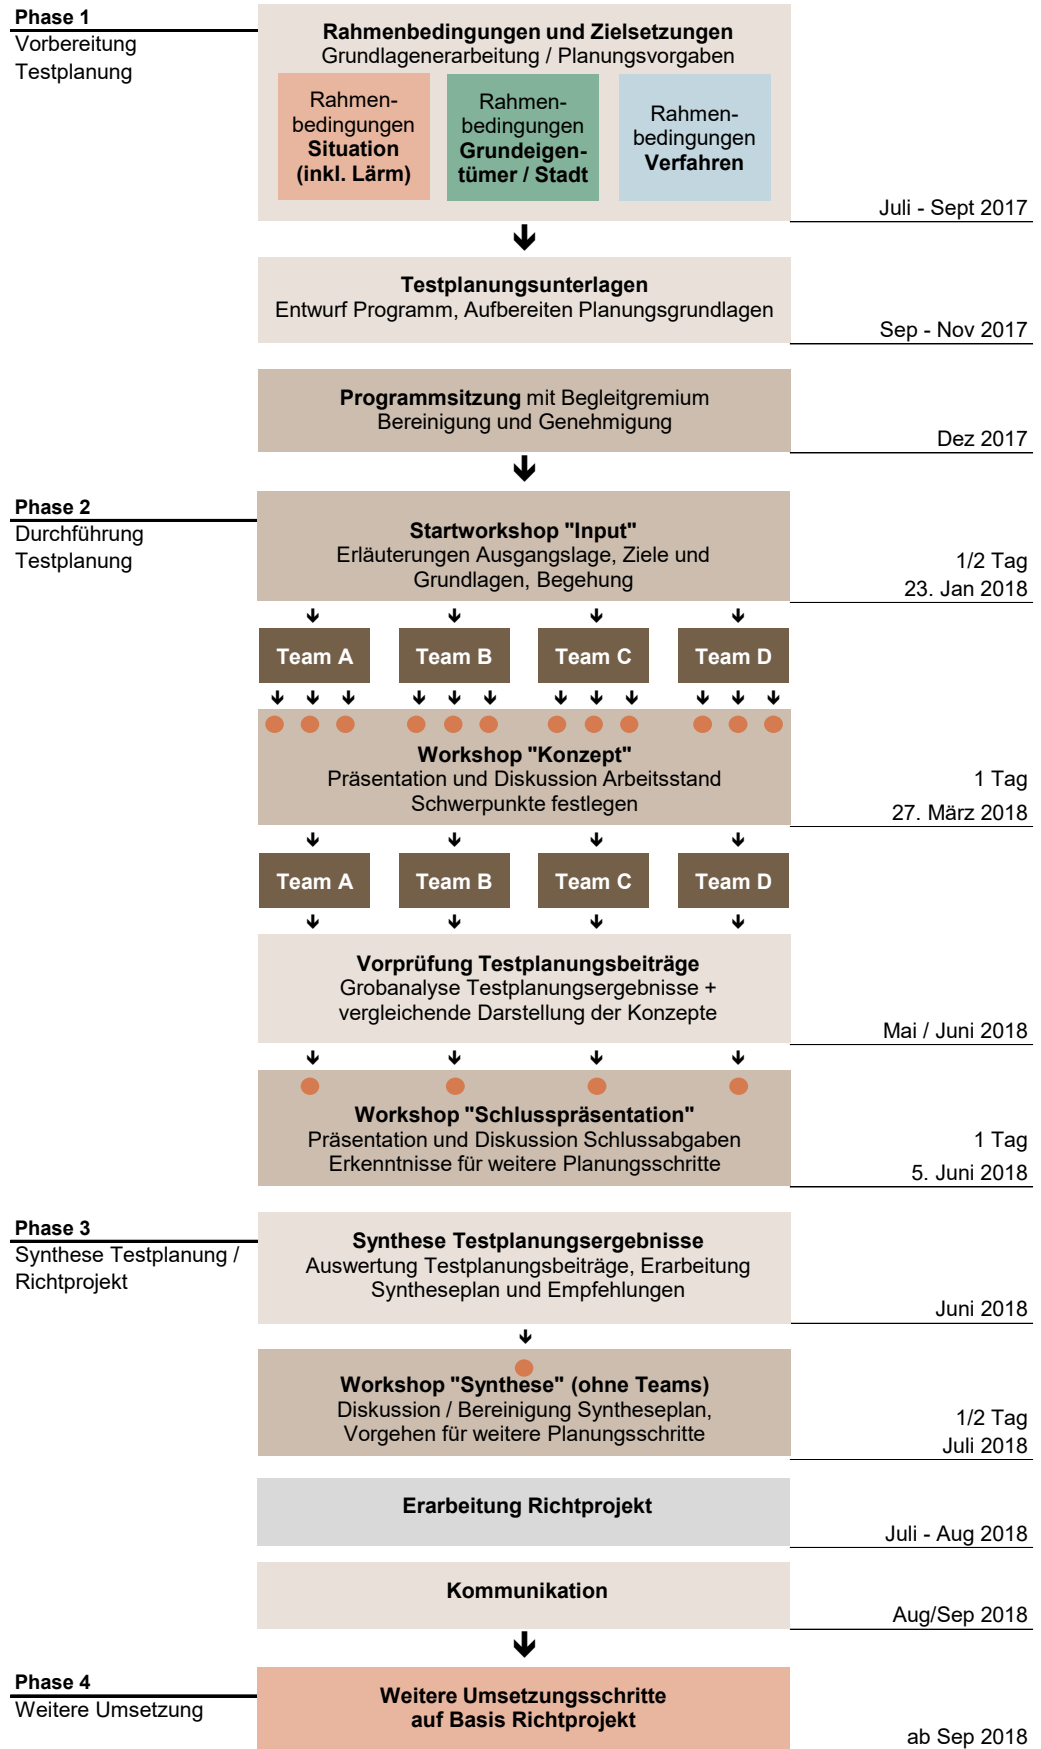 Phase 1
Vorbereitung
Testplanung
Rahmenbedingungen und Zielsetzungen
Grundlagenerarbeitung / Planungsvorgaben
Rahmen-
bedingungen
Situation
(inkl. Lärm)
Rahmen-
bedingungen
Grundeigen-
tümer / Stadt
Rahmen-
bedingungen
Verfahren
Juli - Sept 2017
Testplanungsunterlagen
Entwurf Programm, Aufbereiten Planungsgrundlagen
Sep - Nov 2017
Programmsitzung mit Begleitgremium
Bereinigung und Genehmigung
Dez 2017
Phase 2
Durchführung
Testplanung
Startworkshop "Input"
Erläuterungen Ausgangslage, Ziele und
Grundlagen, Begehung
1/2 Tag
23. Jan 2018
Team A
Team B
Team C
Team D
Workshop "Konzept"
Präsentation und Diskussion Arbeitsstand
Schwerpunkte festlegen
1 Tag
27. März 2018
Team A
Team B
Team C
Team D
Vorprüfung Testplanungsbeiträge
Grobanalyse Testplanungsergebnisse +
vergleichende Darstellung der Konzepte
Mai / Juni 2018
Workshop "Schlusspräsentation"
Präsentation und Diskussion Schlussabgaben
Erkenntnisse für weitere Planungsschritte
1 Tag
5. Juni 2018
Phase 3
Synthese Testplanung /
Richtprojekt
Synthese Testplanungsergebnisse
Auswertung Testplanungsbeiträge, Erarbeitung
Syntheseplan und Empfehlungen
Juni 2018
Workshop "Synthese" (ohne Teams)
Diskussion / Bereinigung Syntheseplan,
Vorgehen für weitere Planungsschritte
1/2 Tag
Juli 2018
Erarbeitung Richtprojekt
Juli - Aug 2018
Kommunikation
Aug/Sep 2018
Phase 4
Weitere Umsetzung
Weitere Umsetzungsschritte
auf Basis Richtprojekt
ab Sep 2018